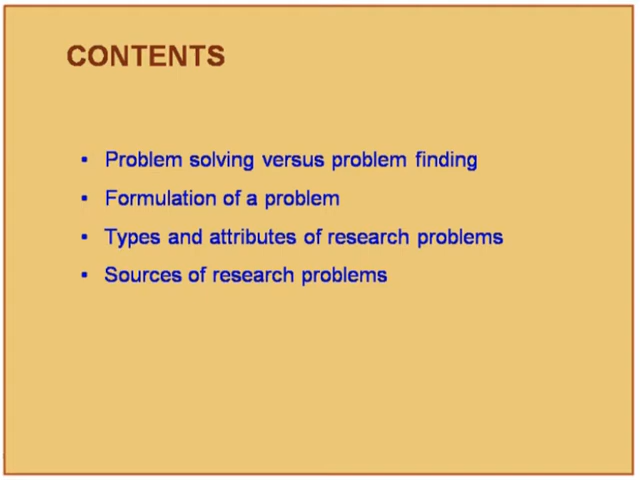 CONTENTS
• Problem solving versus problem finding
• Formulation of a problem
• Types and attributes of research problems
• Sources of research problems